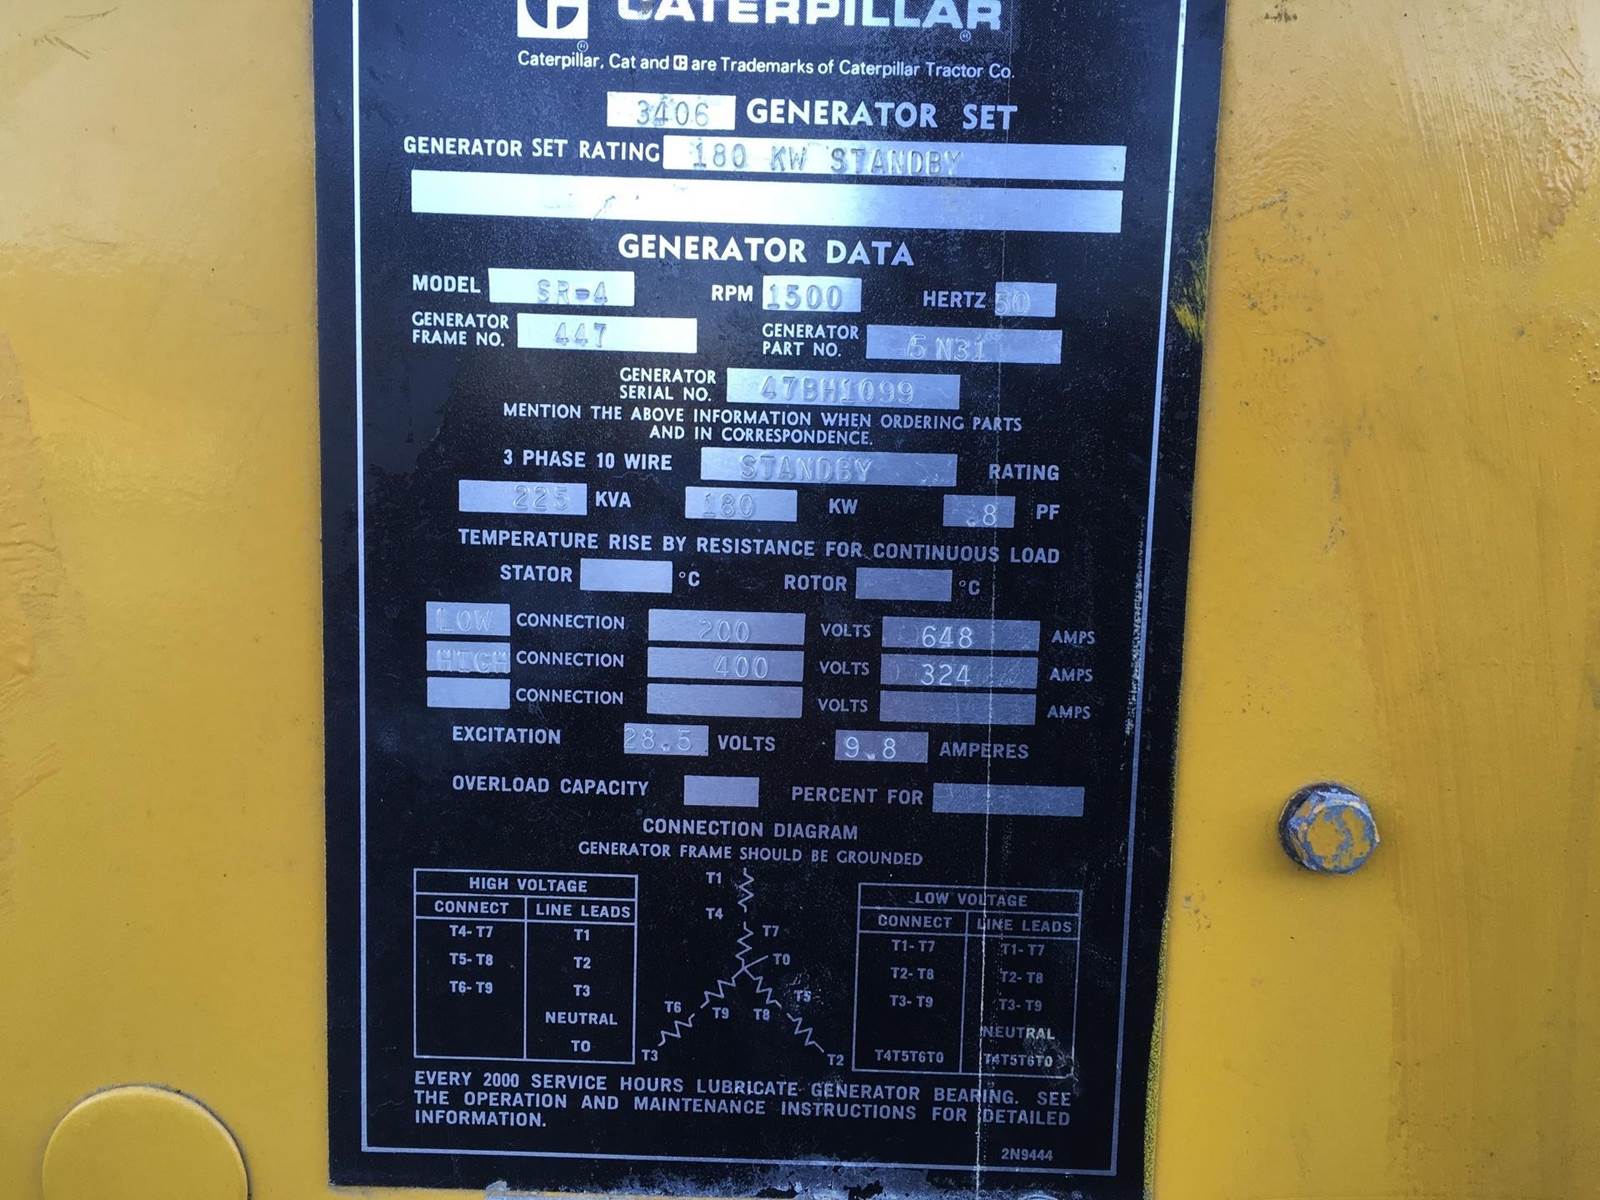 CATERPILLAR
Caterpillar, Cat and C are Trademarks of Caterpillar Tractor Co.
3406 GENERATOR SET
GENERATOR SET RATING 180 KW STANDBY
GENERATOR DATA
MODEL SR-4 RPM 1500 HERTZ 50
GENERATOR FRAME NO. 447 GENERATOR PART NO. 5N31
GENERATOR SERIAL NO. 47BH1099
MENTION THE ABOVE INFORMATION WHEN ORDERING PARTS
AND IN CORRESPONDENCE.
3 PHASE 10 WIRE STANDBY RATING
225 KVA 180 KW .8 PF
TEMPERATURE RISE BY RESISTANCE FOR CONTINUOUS LOAD
STATOR °C ROTOR °C
LOW CONNECTION 200 VOLTS 648 AMPS
HIGH CONNECTION 400 VOLTS 324 AMPS
CONNECTION VOLTS AMPS
EXCITATION 28.5 VOLTS 9.8 AMPERES
OVERLOAD CAPACITY PERCENT FOR
CONNECTION DIAGRAM
GENERATOR FRAME SHOULD BE GROUNDED
HIGH VOLTAGE
CONNECT LINE LEADS
T4-T7 T1
T5-T8 T2
T6-T9 T3
NEUTRAL
T0
T1
T4
T7
T0
T6 T9 T8 T5
T3 T2
LOW VOLTAGE
CONNECT LINE LEADS
T1-T7 T1-T7
T2-T8 T2-T8
T3-T9 T3-T9
NEUTRAL
T4T5T6T0 T4T5T6T0
EVERY 2000 SERVICE HOURS LUBRICATE GENERATOR BEARING. SEE
THE OPERATION AND MAINTENANCE INSTRUCTIONS FOR DETAILED
INFORMATION.
2N9444